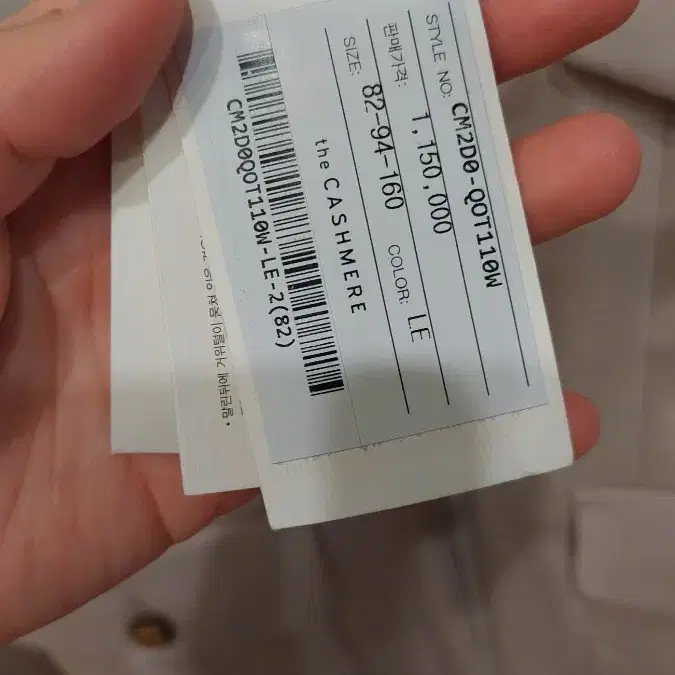 STYLE NO: CM2D0-QOT110W
판매가격: 1,150,000
SIZE: 82-94-160 COLOR: LE
the CASHMERE
CM2D0QOT110W-LE-2(82)